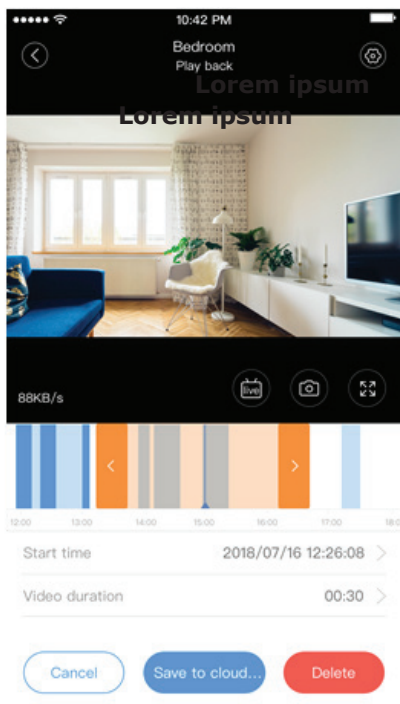 10:42 PM
Bedroom
Play back
Lorem ipsum
Lorem ipsum
88KB/s
live
12:00 13:00 14:00 15:00 16:00 17:00 18:0
Start time 2018/07/16 12:26:08
Video duration 00:30
Cancel Save to cloud... Delete